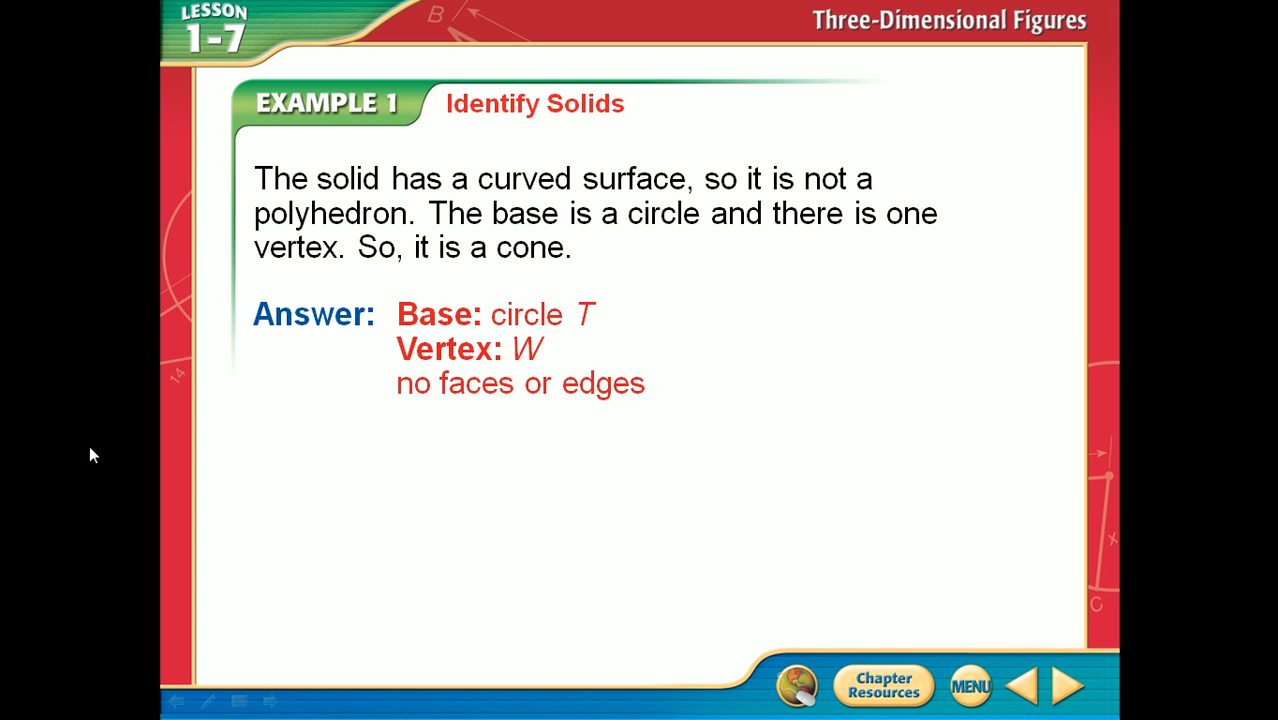 LESSON
1-7
B
Three-Dimensional Figures
EXAMPLE 1
Identify Solids
The solid has a curved surface, so it is not a
polyhedron. The base is a circle and there is one
vertex. So, it is a cone.
Answer: Base: circle T
Vertex: W
no faces or edges
14
x
C
Chapter
Resources
MENU